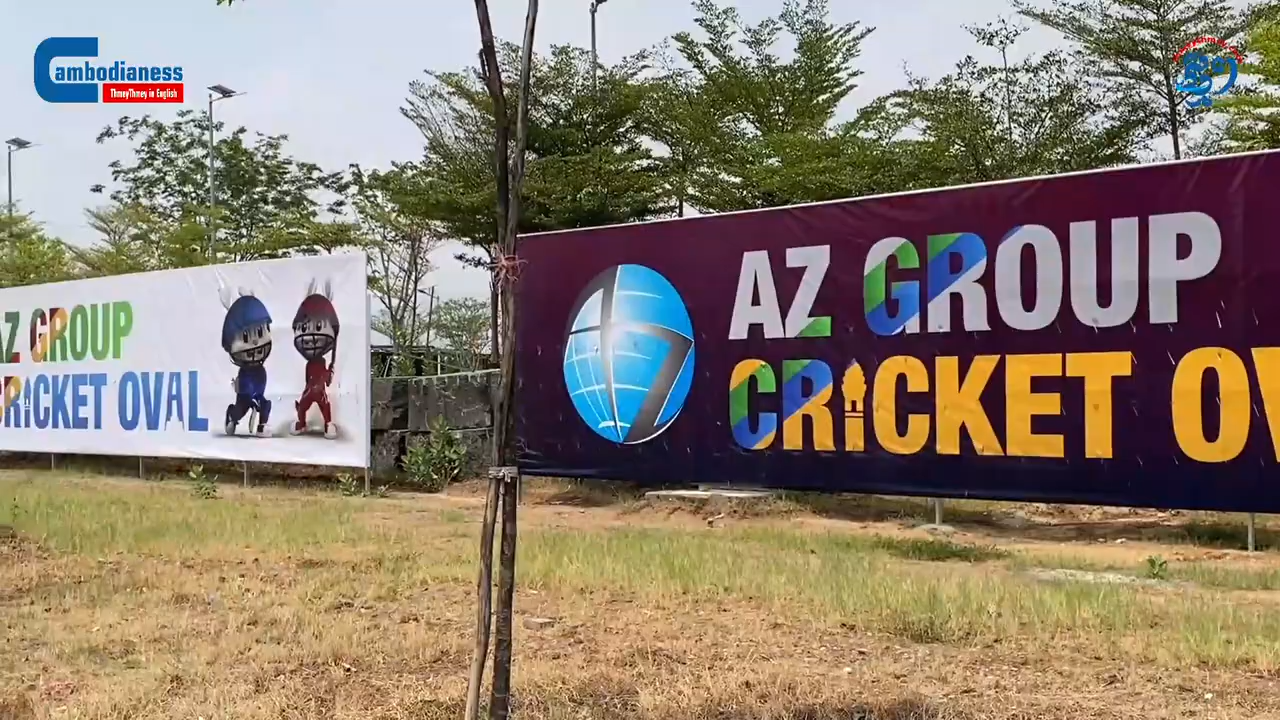 Cambodianess
ThmeyThmey in English
AZ GROUP
CRICKET OVAL
AZ GROUP
CRICKET OV